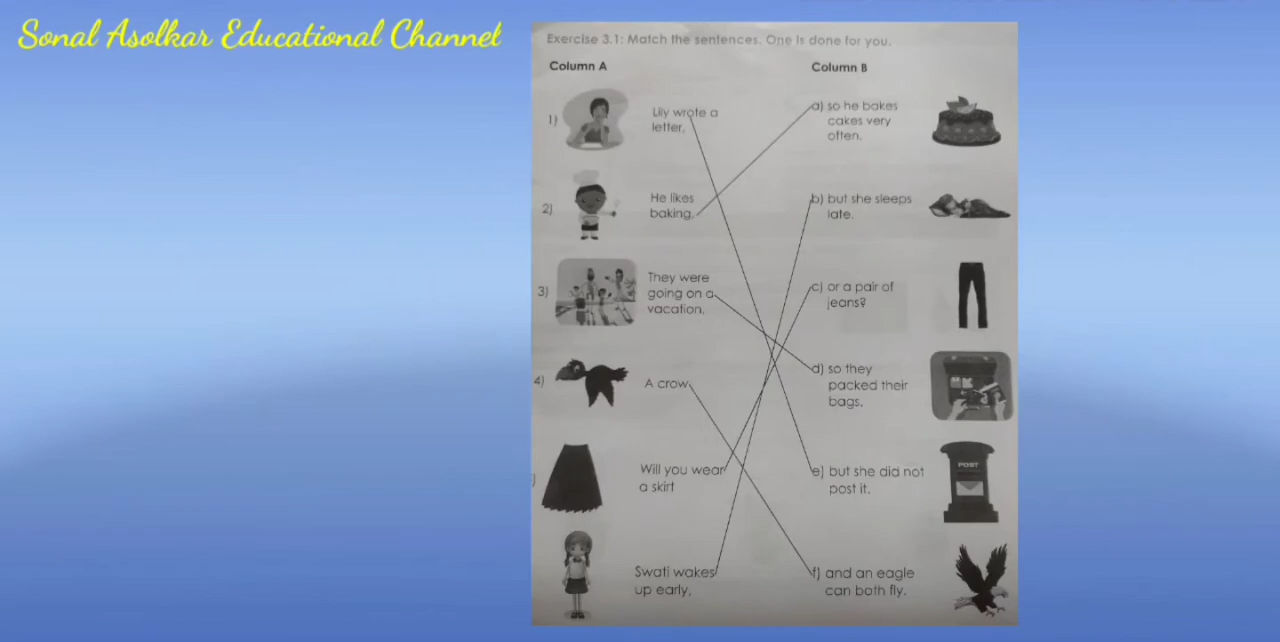 Sonal Asolkar Educational Channel
Exercise 3.1: Match the sentences. One is done for you.
Column A
Column B
1)
Lily wrote a
letter,
a) so he bakes
cakes very
often.
2)
He likes
baking,
b) but she sleeps
late.
3)
They were
going on a
vacation,
c) or a pair of
jeans?
4)
A crow
d) so they
packed their
bags.
)
Will you wear
a skirt
e) but she did not
post it.
POST
Swati wakes
up early,
f) and an eagle
can both fly.